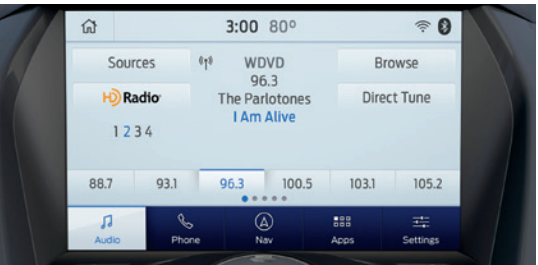 3:00 80°
Sources WDVD Browse
96.3
HD Radio The Parlotones Direct Tune
I Am Alive
1 2 3 4
88.7 93.1 96.3 100.5 103.1 105.2
Audio Phone Nav Apps Settings